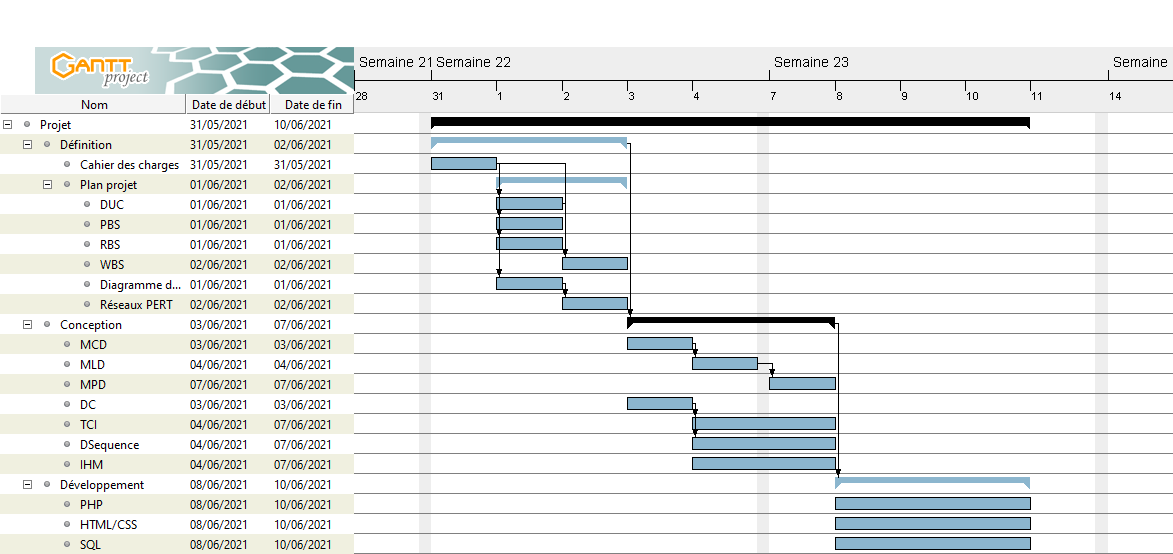 GANTT project
Semaine 21 Semaine 22 Semaine 23 Semaine
28 31 1 2 3 4 7 8 9 10 11 14
Nom Date de début Date de fin
Projet 31/05/2021 10/06/2021
Définition 31/05/2021 02/06/2021
Cahier des charges 31/05/2021 31/05/2021
Plan projet 01/06/2021 02/06/2021
DUC 01/06/2021 01/06/2021
PBS 01/06/2021 01/06/2021
RBS 01/06/2021 01/06/2021
WBS 02/06/2021 02/06/2021
Diagramme d... 01/06/2021 01/06/2021
Réseaux PERT 02/06/2021 02/06/2021
Conception 03/06/2021 07/06/2021
MCD 03/06/2021 03/06/2021
MLD 04/06/2021 04/06/2021
MPD 07/06/2021 07/06/2021
DC 03/06/2021 03/06/2021
TCI 04/06/2021 07/06/2021
DSequence 04/06/2021 07/06/2021
IHM 04/06/2021 07/06/2021
Développement 08/06/2021 10/06/2021
PHP 08/06/2021 10/06/2021
HTML/CSS 08/06/2021 10/06/2021
SQL 08/06/2021 10/06/2021